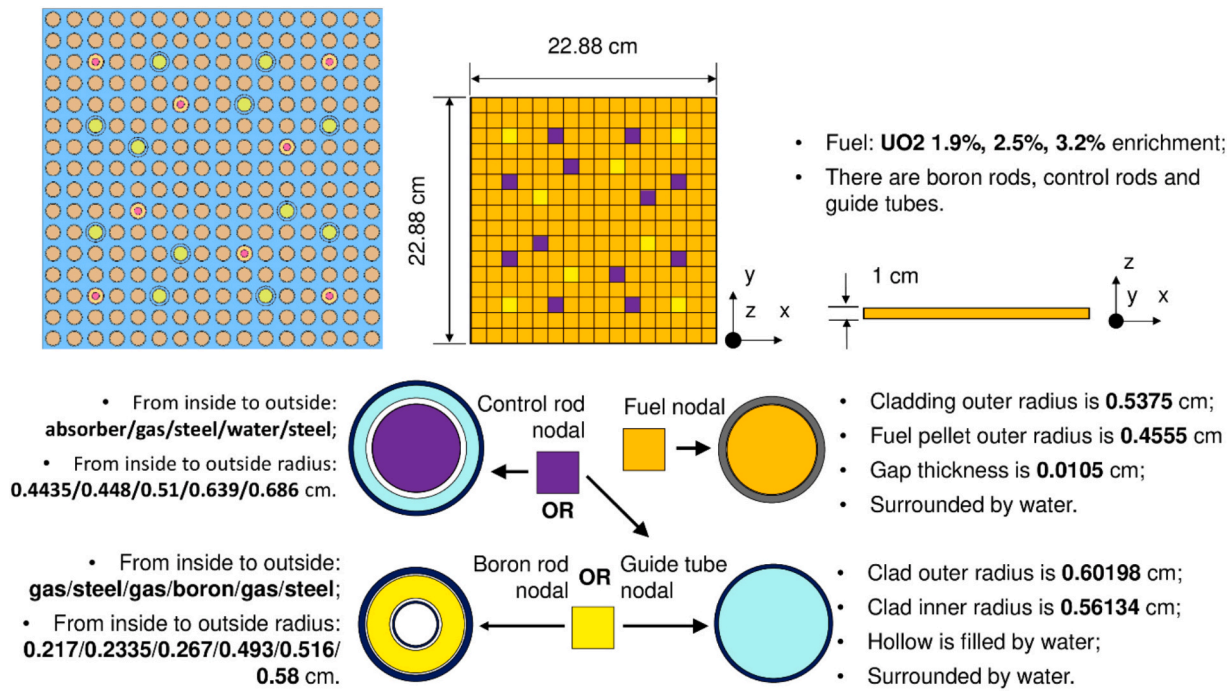 22.88 cm
22.88 cm
y
z x
• Fuel: UO2 1.9%, 2.5%, 3.2% enrichment;
• There are boron rods, control rods and
guide tubes.
1 cm
z
y x
• From inside to outside:
absorber/gas/steel/water/steel;
• From inside to outside radius:
0.4435/0.448/0.51/0.639/0.686 cm.
Control rod
nodal
OR
Fuel nodal
• Cladding outer radius is 0.5375 cm;
• Fuel pellet outer radius is 0.4555 cm
• Gap thickness is 0.0105 cm;
• Surrounded by water.
• From inside to outside:
gas/steel/gas/boron/gas/steel;
• From inside to outside radius:
0.217/0.2335/0.267/0.493/0.516/
0.58 cm.
Boron rod
nodal
OR
Guide tube
nodal
• Clad outer radius is 0.60198 cm;
• Clad inner radius is 0.56134 cm;
• Hollow is filled by water;
• Surrounded by water.